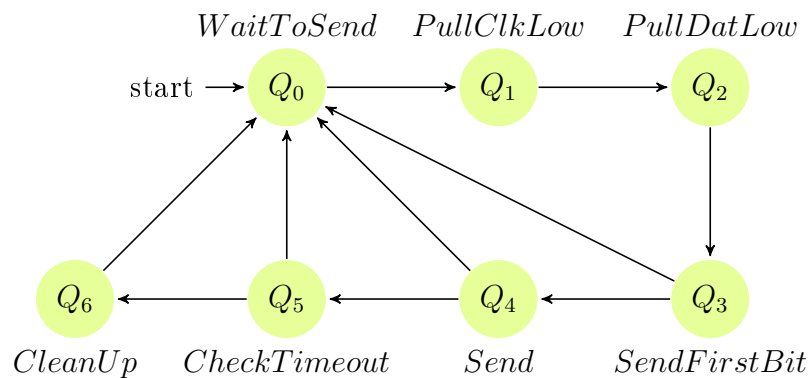 WaitToSend PullClkLow PullDatLow
start Q0 Q1 Q2
Q6 Q5 Q4 Q3
CleanUp CheckTimeout Send SendFirstBit